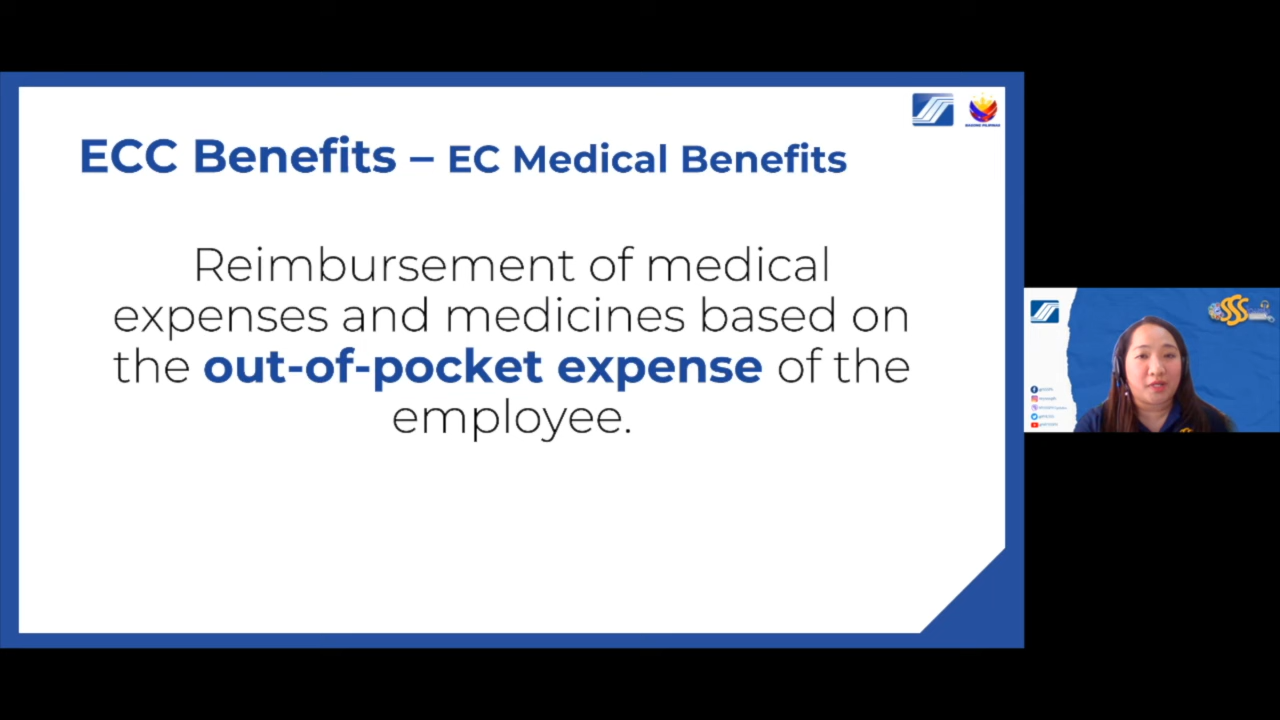 ECC Benefits – EC Medical Benefits
Reimbursement of medical
expenses and medicines based on
the out-of-pocket expense of the
employee.
SSS